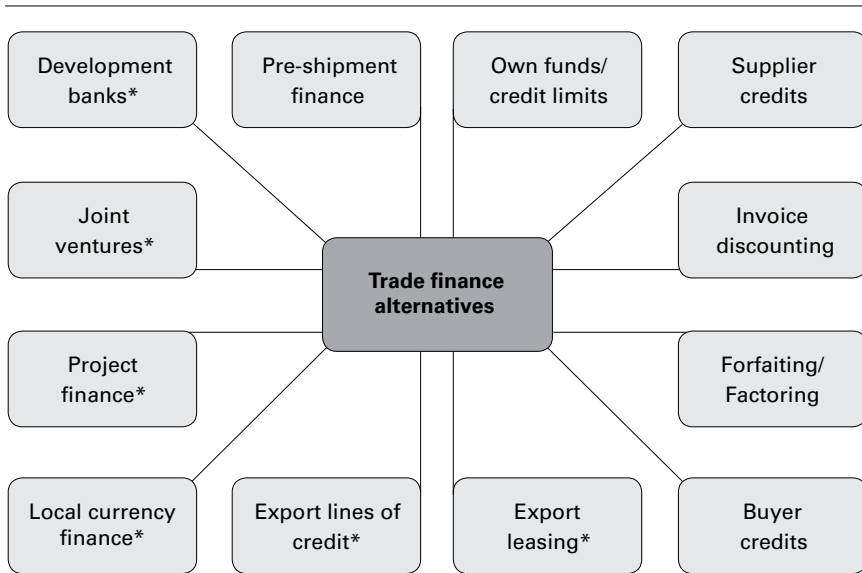 Development
banks*
Pre-shipment
finance
Own funds/
credit limits
Supplier
credits
Joint
ventures*
Invoice
discounting
Trade finance
alternatives
Project
finance*
Forfaiting/
Factoring
Local currency
finance*
Export lines of
credit*
Export
leasing*
Buyer
credits